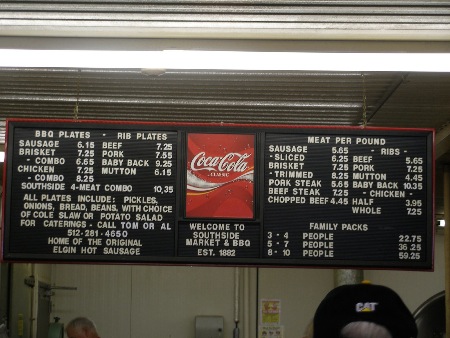 BBQ PLATES - RIB PLATES
SAUSAGE 6.15 BEEF 7.25
BRISKET 7.25 PORK 7.55
- COMBO 6.65 BABY BACK 9.25
CHICKEN 7.25 MUTTON 6.15
- COMBO 8.25
SOUTHSIDE 4-MEAT COMBO 10.35
ALL PLATES INCLUDE: PICKLES,
ONIONS, BREAD, BEANS, WITH CHOICE
OF COLE SLAW OR POTATO SALAD
FOR CATERINGS - CALL TOM OR AL
512-281-4650
HOME OF THE ORIGINAL
ELGIN HOT SAUSAGE
Coca-Cola
CLASSIC
WELCOME TO
SOUTHSIDE
MARKET & BBQ
EST. 1882
MEAT PER POUND
SAUSAGE 5.65 - RIBS -
- SLICED 6.25 BEEF 5.65
BRISKET 7.25 PORK 7.25
- TRIMMED 8.25 MUTTON 4.45
PORK STEAK 5.65 BABY BACK 10.35
BEEF STEAK 7.25 - CHICKEN -
CHOPPED BEEF 4.45 HALF 3.95
WHOLE 7.25
FAMILY PACKS
3 - 4 PEOPLE 22.75
5 - 7 PEOPLE 36.25
8 - 10 PEOPLE 59.25
CAT